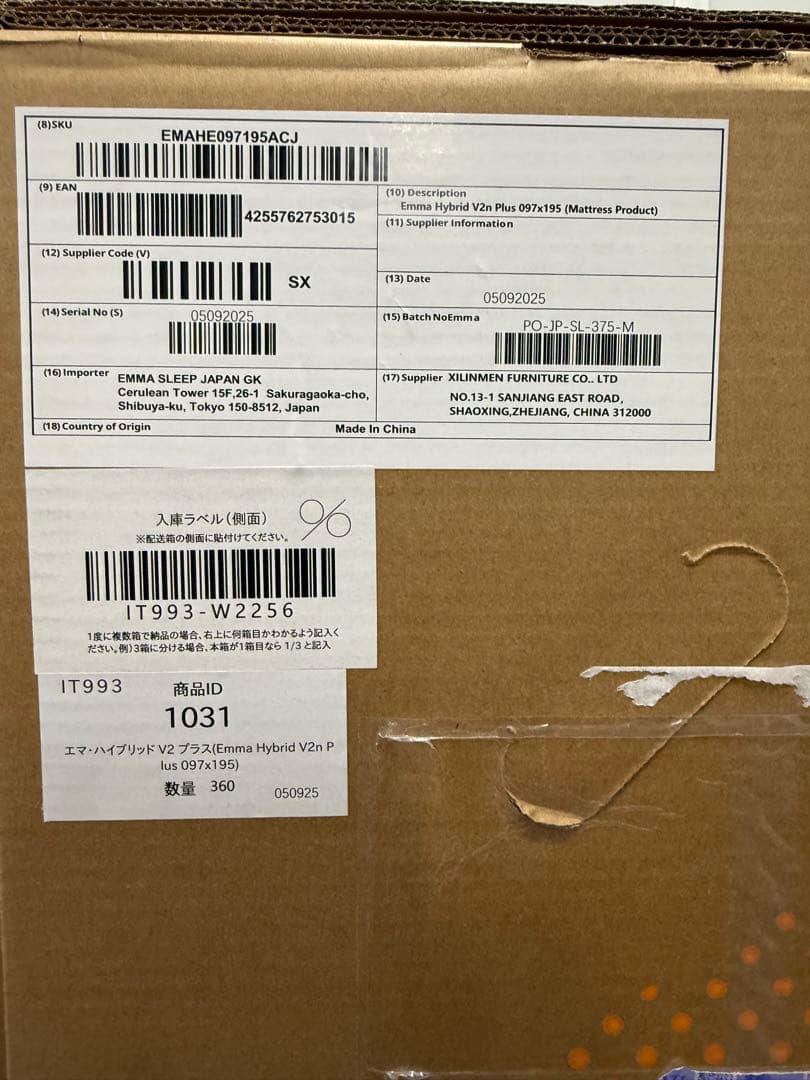 (8)SKU
EMAHE097195ACJ
(9) EAN
4255762753015
(10) Description
Emma Hybrid V2n Plus 097x195 (Mattress Product)
(11) Supplier Information
(12) Supplier Code (V)
SX
(13) Date
05092025
(14) Serial No (S)
05092025
(15) Batch NoEmma
PO-JP-SL-375-M
(16) Importer
EMMA SLEEP JAPAN GK
Cerulean Tower 15F,26-1 Sakuragaoka-cho,
Shibuya-ku, Tokyo 150-8512, Japan
(17) Supplier XILINMEN FURNITURE CO.. LTD
NO.13-1 SANJIANG EAST ROAD,
SHAOXING,ZHEJIANG, CHINA 312000
(18) Country of Origin
Made In China
入庫ラベル(側面)
※配送箱の側面に貼付けてください。
IT993-W2256
1度に複数箱で納品の場合、右上に何箱目かわかるよう記入く
ださい。例)3箱に分ける場合、本箱が1箱目なら 1/3 と記入
IT993 商品ID
1031
エマ・ハイブリッド V2 プラス(Emma Hybrid V2n P
lus 097x195)
数量 360
050925